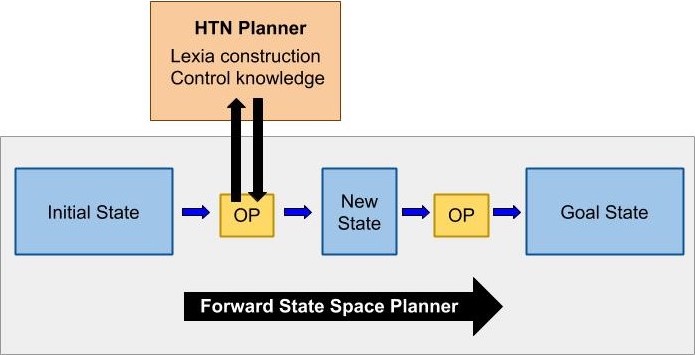 HTN Planner
Lexia construction
Control knowledge
Initial State
OP
New
State
OP
Goal State
Forward State Space Planner